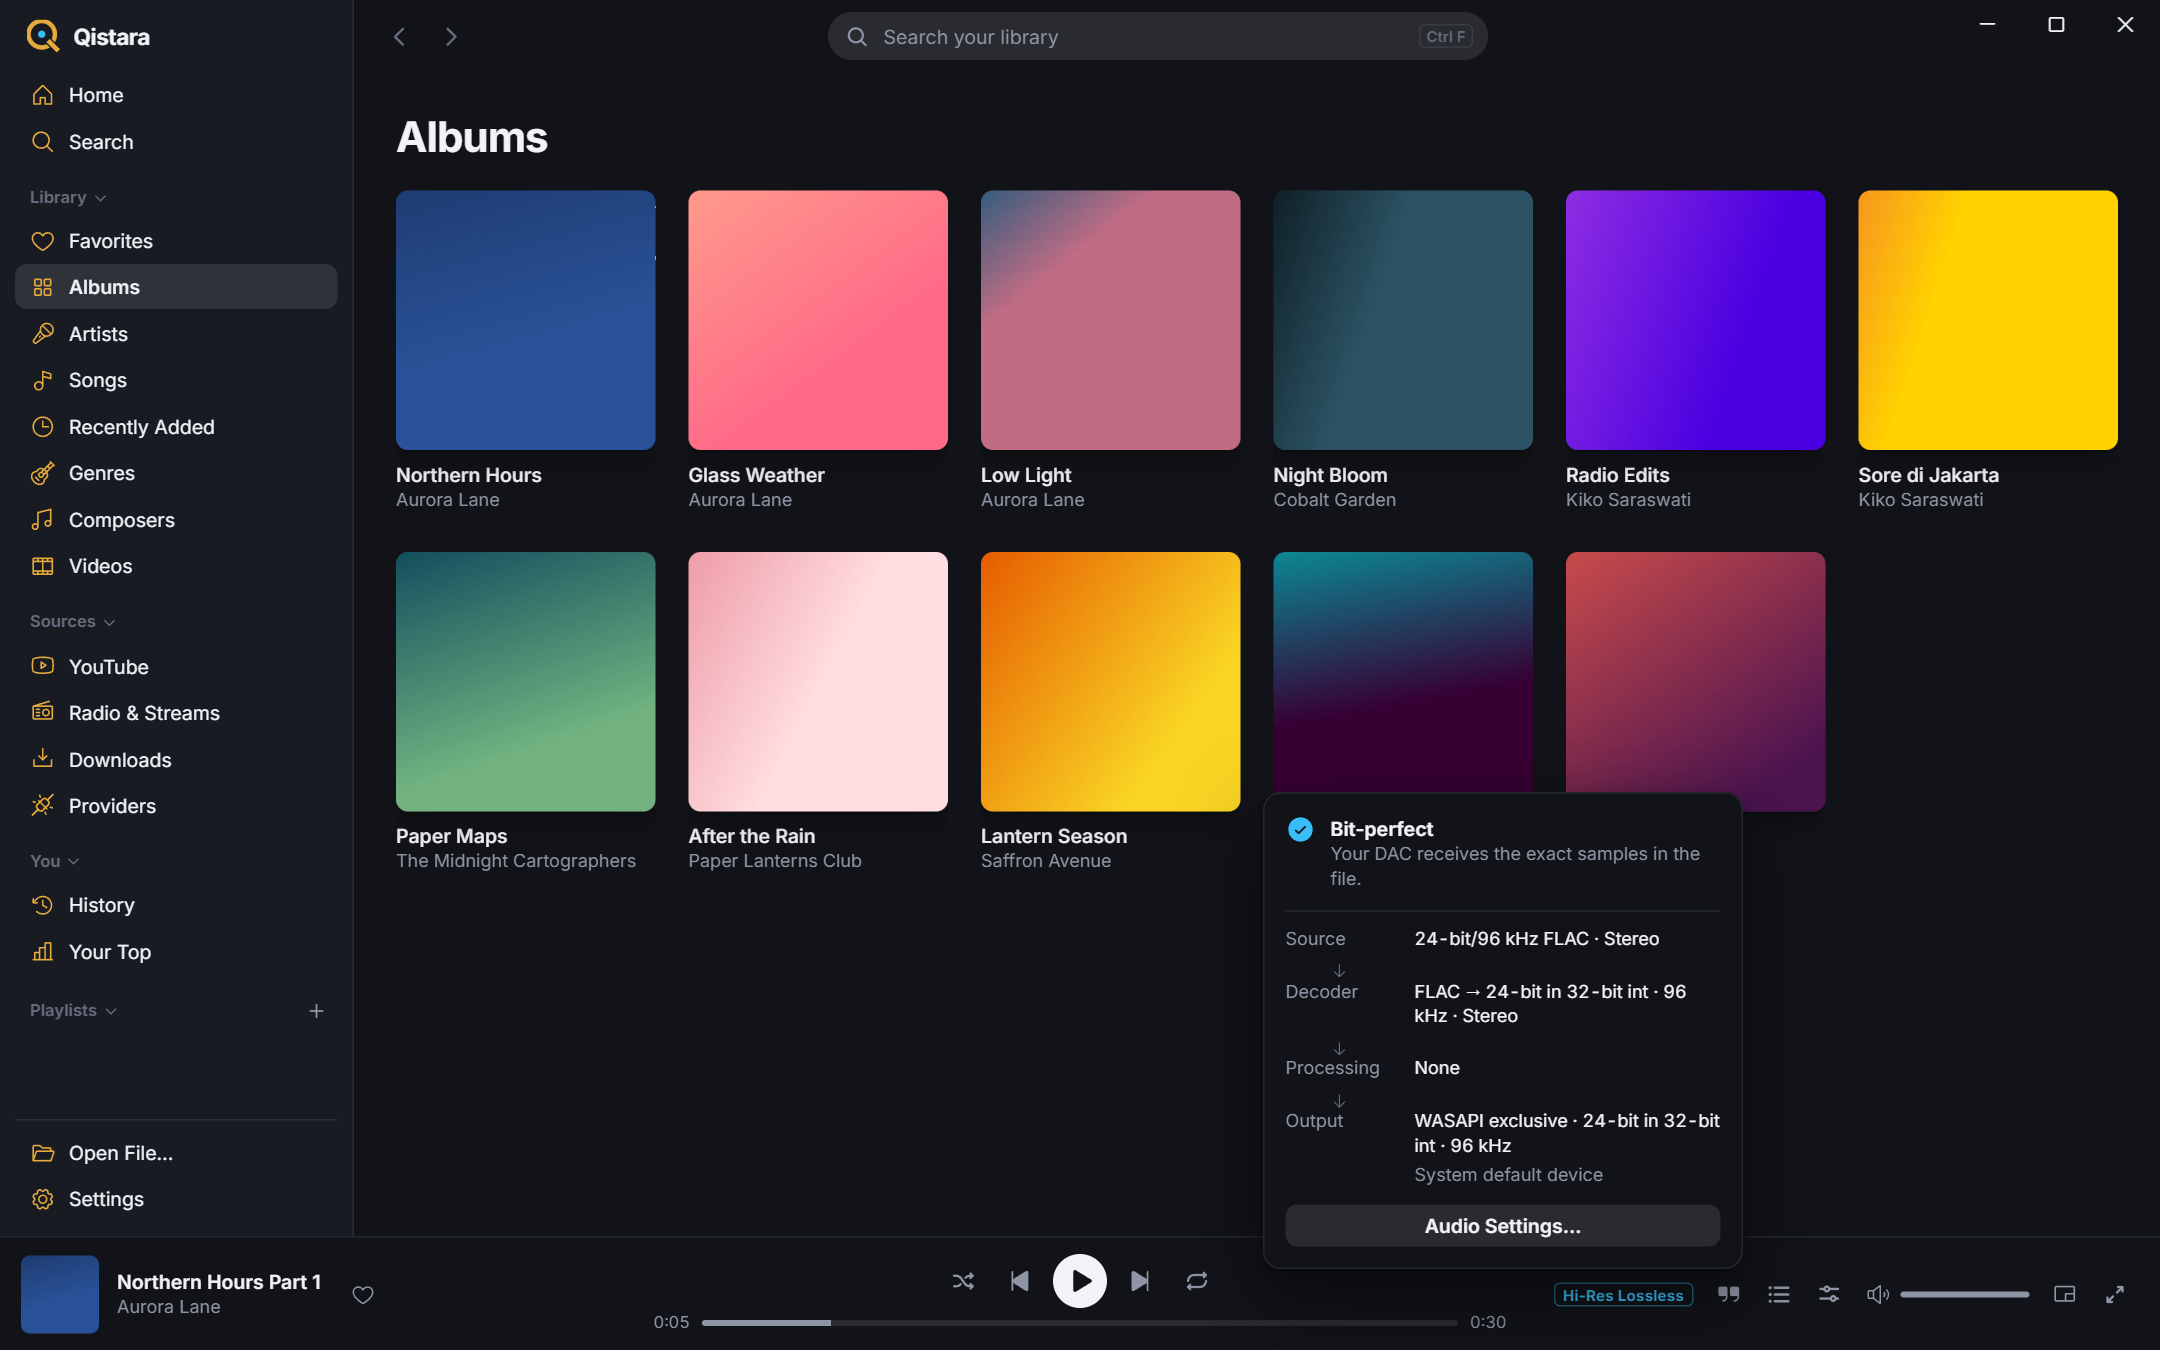 Qistara
Search your library
Ctrl F
Home
Search
Library
Favorites
Albums
Artists
Songs
Recently Added
Genres
Composers
Videos
Sources
YouTube
Radio & Streams
Downloads
Providers
You
History
Your Top
Playlists
Open File...
Settings
Albums
Northern Hours
Aurora Lane
Glass Weather
Aurora Lane
Low Light
Aurora Lane
Night Bloom
Cobalt Garden
Radio Edits
Kiko Saraswati
Sore di Jakarta
Kiko Saraswati
Paper Maps
The Midnight Cartographers
After the Rain
Paper Lanterns Club
Lantern Season
Saffron Avenue
Bit-perfect
Your DAC receives the exact samples in the
file.
Source 24-bit/96 kHz FLAC · Stereo
↓
Decoder FLAC → 24-bit in 32-bit int · 96
kHz · Stereo
↓
Processing None
↓
Output WASAPI exclusive · 24-bit in 32-bit
int · 96 kHz
System default device
Audio Settings...
Northern Hours Part 1
Aurora Lane
0:05
0:30
Hi-Res Lossless